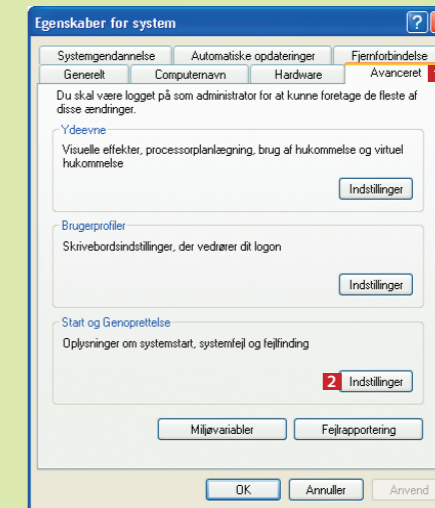 Egenskaber for system
Systemgendannelse Automatiske opdateringer Fjernforbindelse
Generelt Computernavn Hardware Avanceret
Du skal være logget på som administrator for at kunne foretage de fleste af
disse ændringer.
Ydeevne
Visuelle effekter, processorplanlægning, brug af hukommelse og virtuel
hukommelse
Indstillinger
Brugerprofiler
Skrivebordsindstillinger, der vedrører dit logon
Indstillinger
Start og Genoprettelse
Oplysninger om systemstart, systemfejl og fejlfinding
2 Indstillinger
Miljøvariabler Fejlrapportering
OK Annuller Anvend